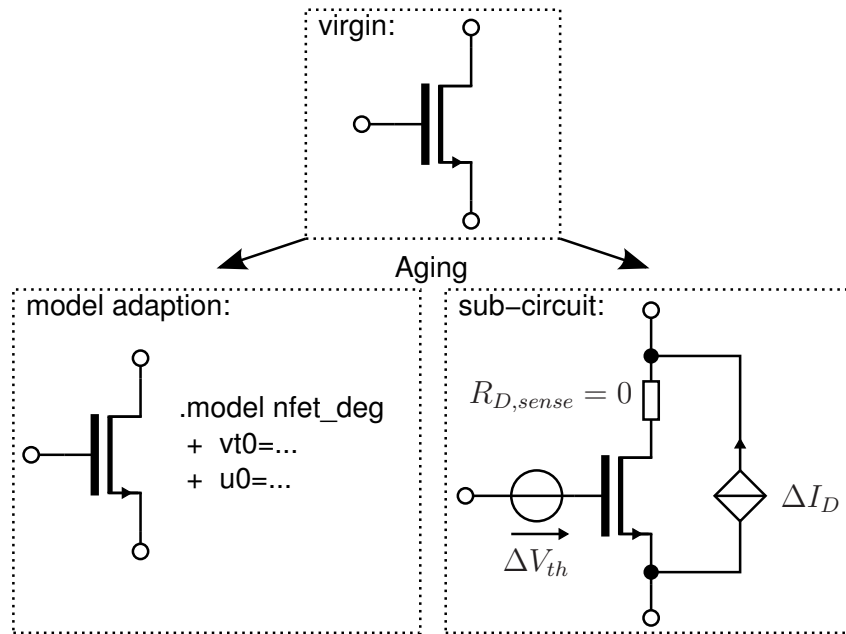 virgin:
Aging
model adaption:
.model nfet_deg
+ vt0=...
+ u0=...
sub−circuit:
R_{D,sense} = 0
ΔI_D
ΔV_{th}